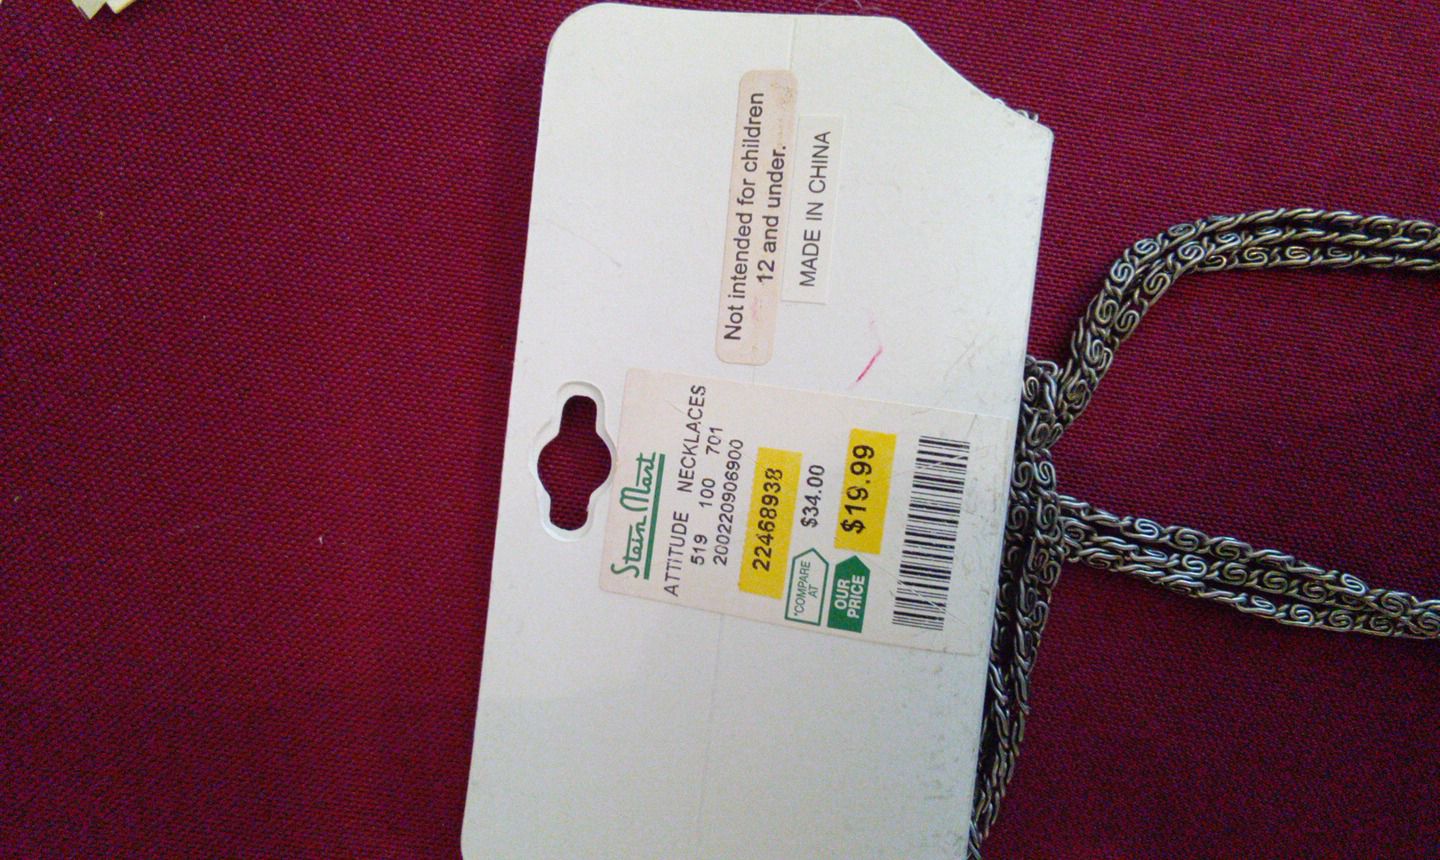 Not intended for children
12 and under.
MADE IN CHINA
Stein Mart
ATTITUDE NECKLACES
519 100 701
200220906900
22468938
*COMPARE AT $34.00
OUR PRICE $19.99